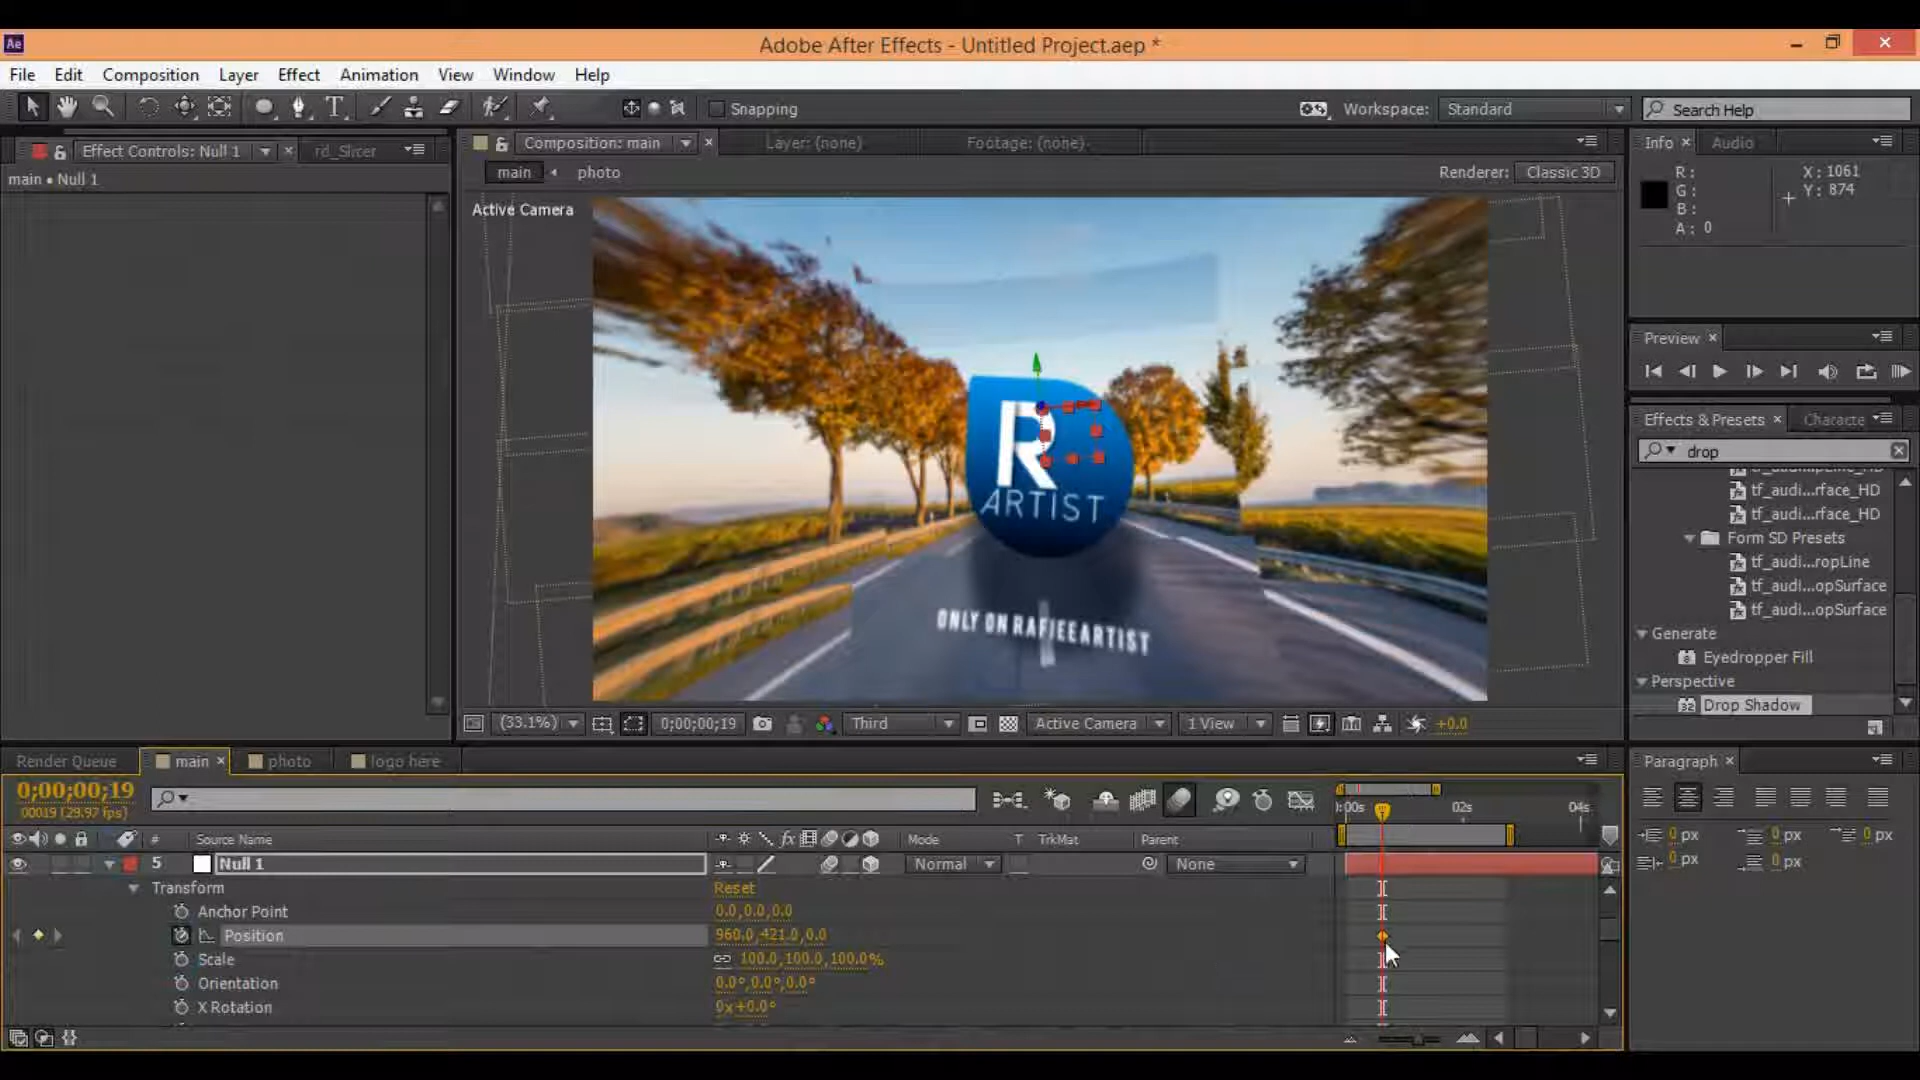 Ae
Adobe After Effects - Untitled Project.aep *
File Edit Composition Layer Effect Animation View Window Help
T Snapping Workspace: Standard Search Help
Effect Controls: Null 1 rd_Slicer Composition: main Layer: (none) Footage: (none) Info Audio
main • Null 1
main photo Renderer: Classic 3D
R: X: 1061
G: Y: 874
B:
A: 0
Active Camera
R
ARTIST
ONLY ON RAFIEEARTIST
Preview
Effects & Presets Characte
drop
tf_audi...rface_HD
tf_audi...rface_HD
Form SD Presets
tf_audi...ropLine
tf_audi...opSurface
tf_audi...opSurface
Generate
Eyedropper Fill
Perspective
Drop Shadow
(33.1%) 0;00;00;19 Third Active Camera 1 View +0.0
Render Queue main photo logo here Paragraph
0;00;00;19
00019 (29.97 fps)
0:00s 02s 04s
# Source Name fx Mode T TrkMat Parent
5 Null 1 Normal None
Transform Reset
Anchor Point 0.0,0.0,0.0
Position 960.0,421.0,0.0
Scale 100.0,100.0,100.0%
Orientation 0.0°,0.0°,0.0°
X Rotation 0x+0.0°
0 px 0 px 0 px
0 px 0 px